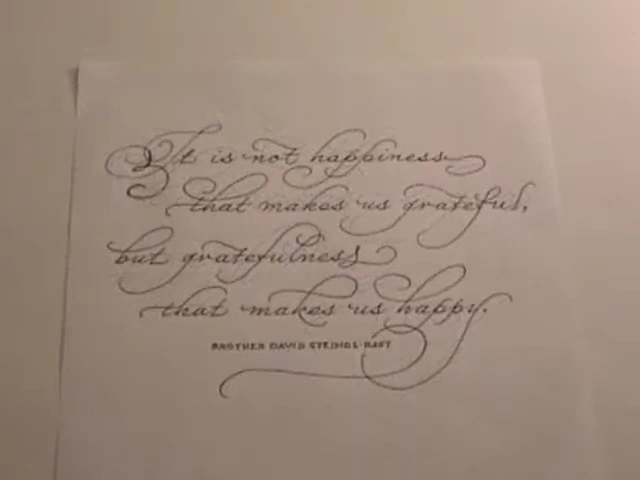 It is not happiness
that makes us grateful,
but gratefulness
that makes us happy.
BROTHER DAVID STEINDL-RAST